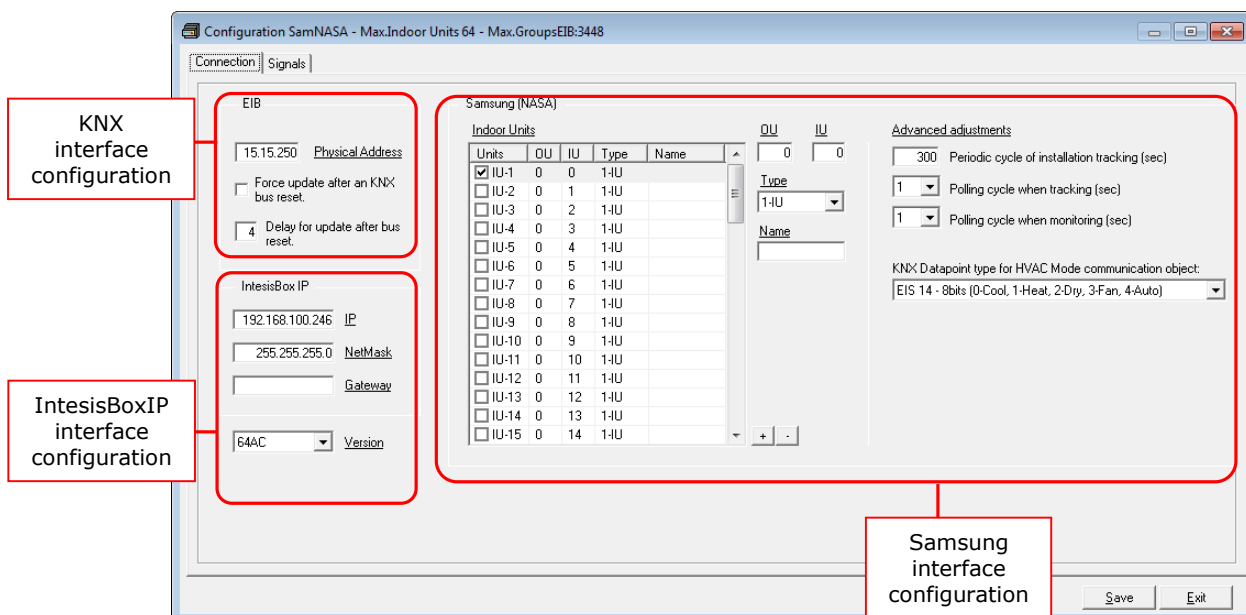 Configuration SamNASA - Max.Indoor Units 64 - Max.GroupsEIB:3448
Connection Signals
KNX
interface
configuration
EIB
15.15.250 Physical Address
Force update after an KNX
bus reset.
4 Delay for update after bus
reset.
IntesisBoxIP
interface
configuration
IntesisBox IP
192.168.100.246 IP
255.255.255.0 NetMask
Gateway
64AC Version
Samsung (NASA)
Indoor Units
Units OU IU Type Name
IU-1 0 0 1-IU
IU-2 0 1 1-IU
IU-3 0 2 1-IU
IU-4 0 3 1-IU
IU-5 0 4 1-IU
IU-6 0 5 1-IU
IU-7 0 6 1-IU
IU-8 0 7 1-IU
IU-9 0 8 1-IU
IU-10 0 9 1-IU
IU-11 0 10 1-IU
IU-12 0 11 1-IU
IU-13 0 12 1-IU
IU-14 0 13 1-IU
IU-15 0 14 1-IU
OU IU
0 0
Type
1-IU
Name
+ -
Advanced adjustments
300 Periodic cycle of installation tracking (sec)
1 Polling cycle when tracking (sec)
1 Polling cycle when monitoring (sec)
KNX Datapoint type for HVAC Mode communication object:
EIS 14 - 8bits (0-Cool, 1-Heat, 2-Dry, 3-Fan, 4-Auto)
Samsung
interface
configuration
Save Exit